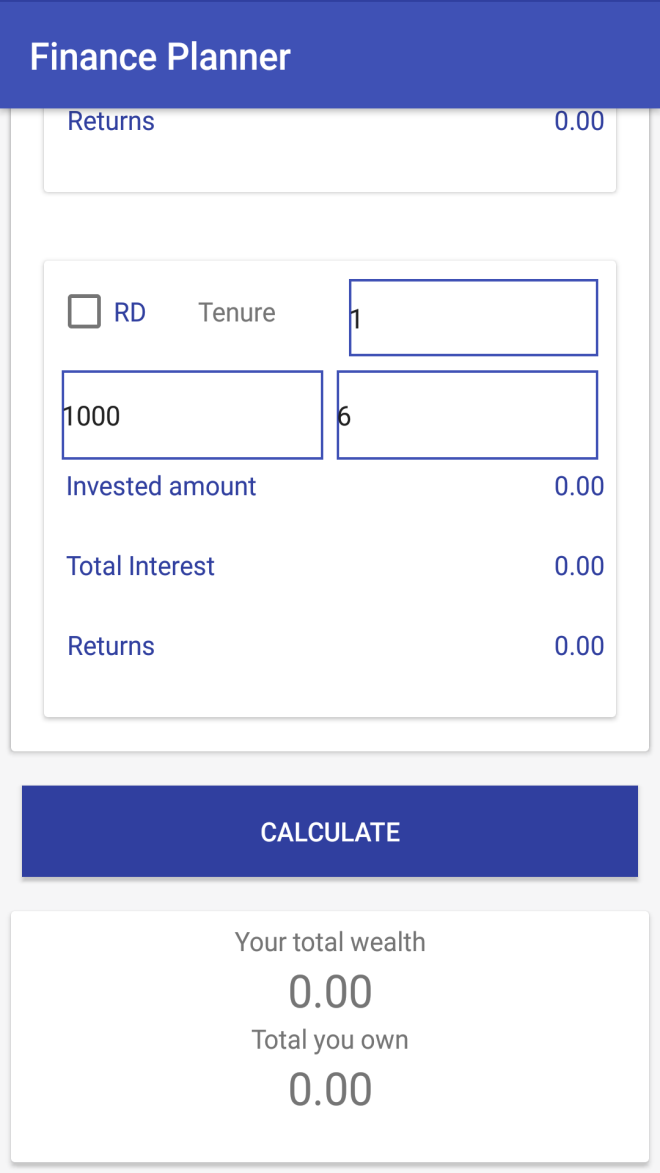 Finance Planner
Returns 0.00
RD Tenure 1
1000 6
Invested amount 0.00
Total Interest 0.00
Returns 0.00
CALCULATE
Your total wealth
0.00
Total you own
0.00